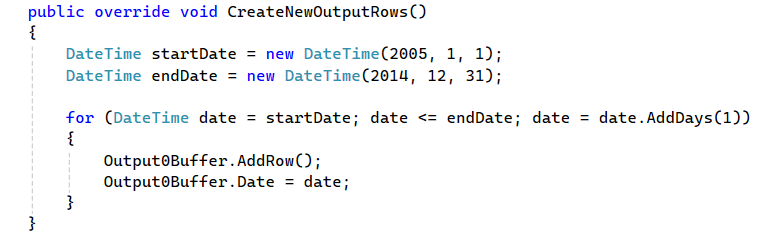 public override void CreateNewOutputRows()
{
    DateTime startDate = new DateTime(2005, 1, 1);
    DateTime endDate = new DateTime(2014, 12, 31);

    for (DateTime date = startDate; date <= endDate; date = date.AddDays(1))
    {
        Output0Buffer.AddRow();
        Output0Buffer.Date = date;
    }
}